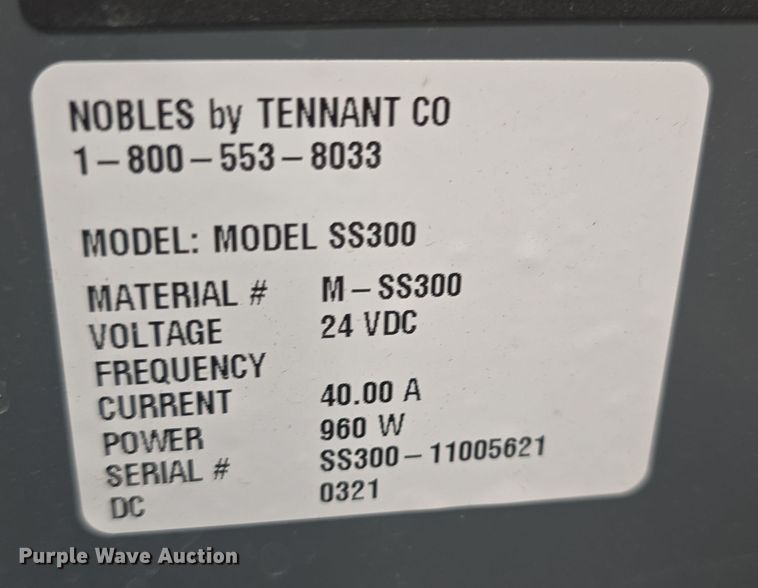 NOBLES by TENNANT CO
1-800-553-8033
MODEL: MODEL SS300
MATERIAL # M-SS300
VOLTAGE 24 VDC
FREQUENCY
CURRENT 40.00 A
POWER 960 W
SERIAL # SS300-11005621
DC 0321
Purple Wave Auction